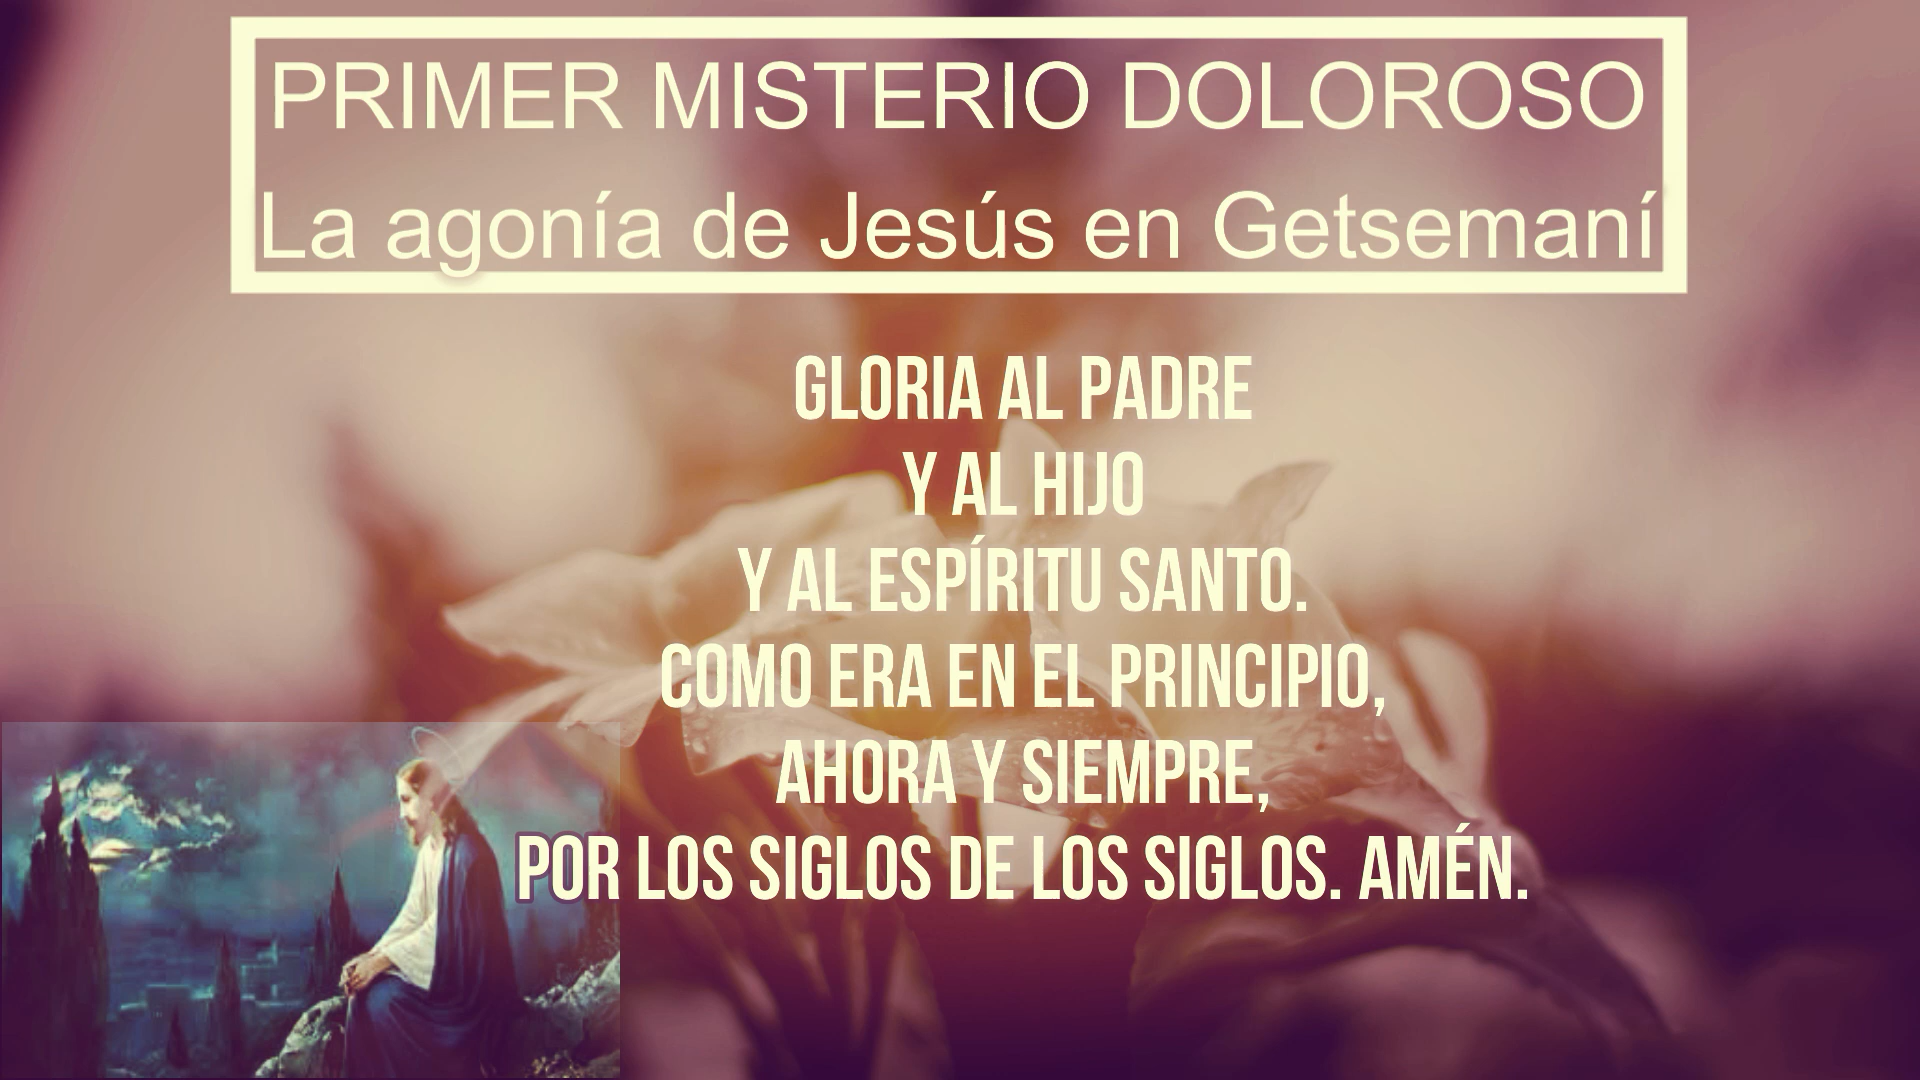 PRIMER MISTERIO DOLOROSO
La agonía de Jesús en Getsemaní
GLORIA AL PADRE
Y AL HIJO
Y AL ESPÍRITU SANTO.
COMO ERA EN EL PRINCIPIO,
AHORA Y SIEMPRE,
POR LOS SIGLOS DE LOS SIGLOS. AMÉN.